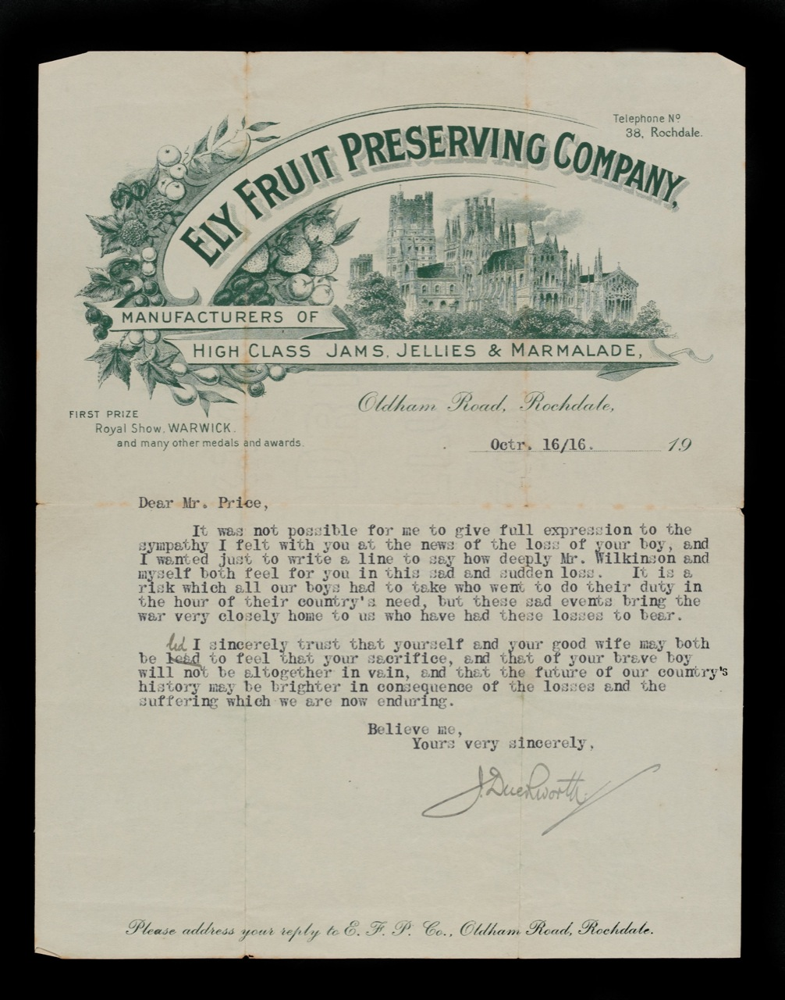 Telephone Nº
38, Rochdale.
ELY FRUIT PRESERVING COMPANY,
MANUFACTURERS OF
HIGH CLASS JAMS, JELLIES & MARMALADE,
FIRST PRIZE
Royal Show, WARWICK.
and many other medals and awards.
Oldham Road, Rochdale,
Octr. 16/16. 19
Dear Mr. Price,
It was not possible for me to give full expression to the
sympathy I felt with you at the news of the loss of your boy, and
I wanted just to write a line to say how deeply Mr. Wilkinson and
myself both feel for you in this sad and sudden loss. It is a
risk which all our boys had to take who went to do their duty in
the hour of their country's need, but these sad events bring the
war very closely home to us who have had these losses to bear.
led
I sincerely trust that yourself and your good wife may both
be lead to feel that your sacrifice, and that of your brave boy
will not be altogether in vain, and that the future of our country's
history may be brighter in consequence of the losses and the
suffering which we are now enduring.
Believe me,
Yours very sincerely,
J. Duckworth
Please address your reply to E. F. P. Co., Oldham Road, Rochdale.